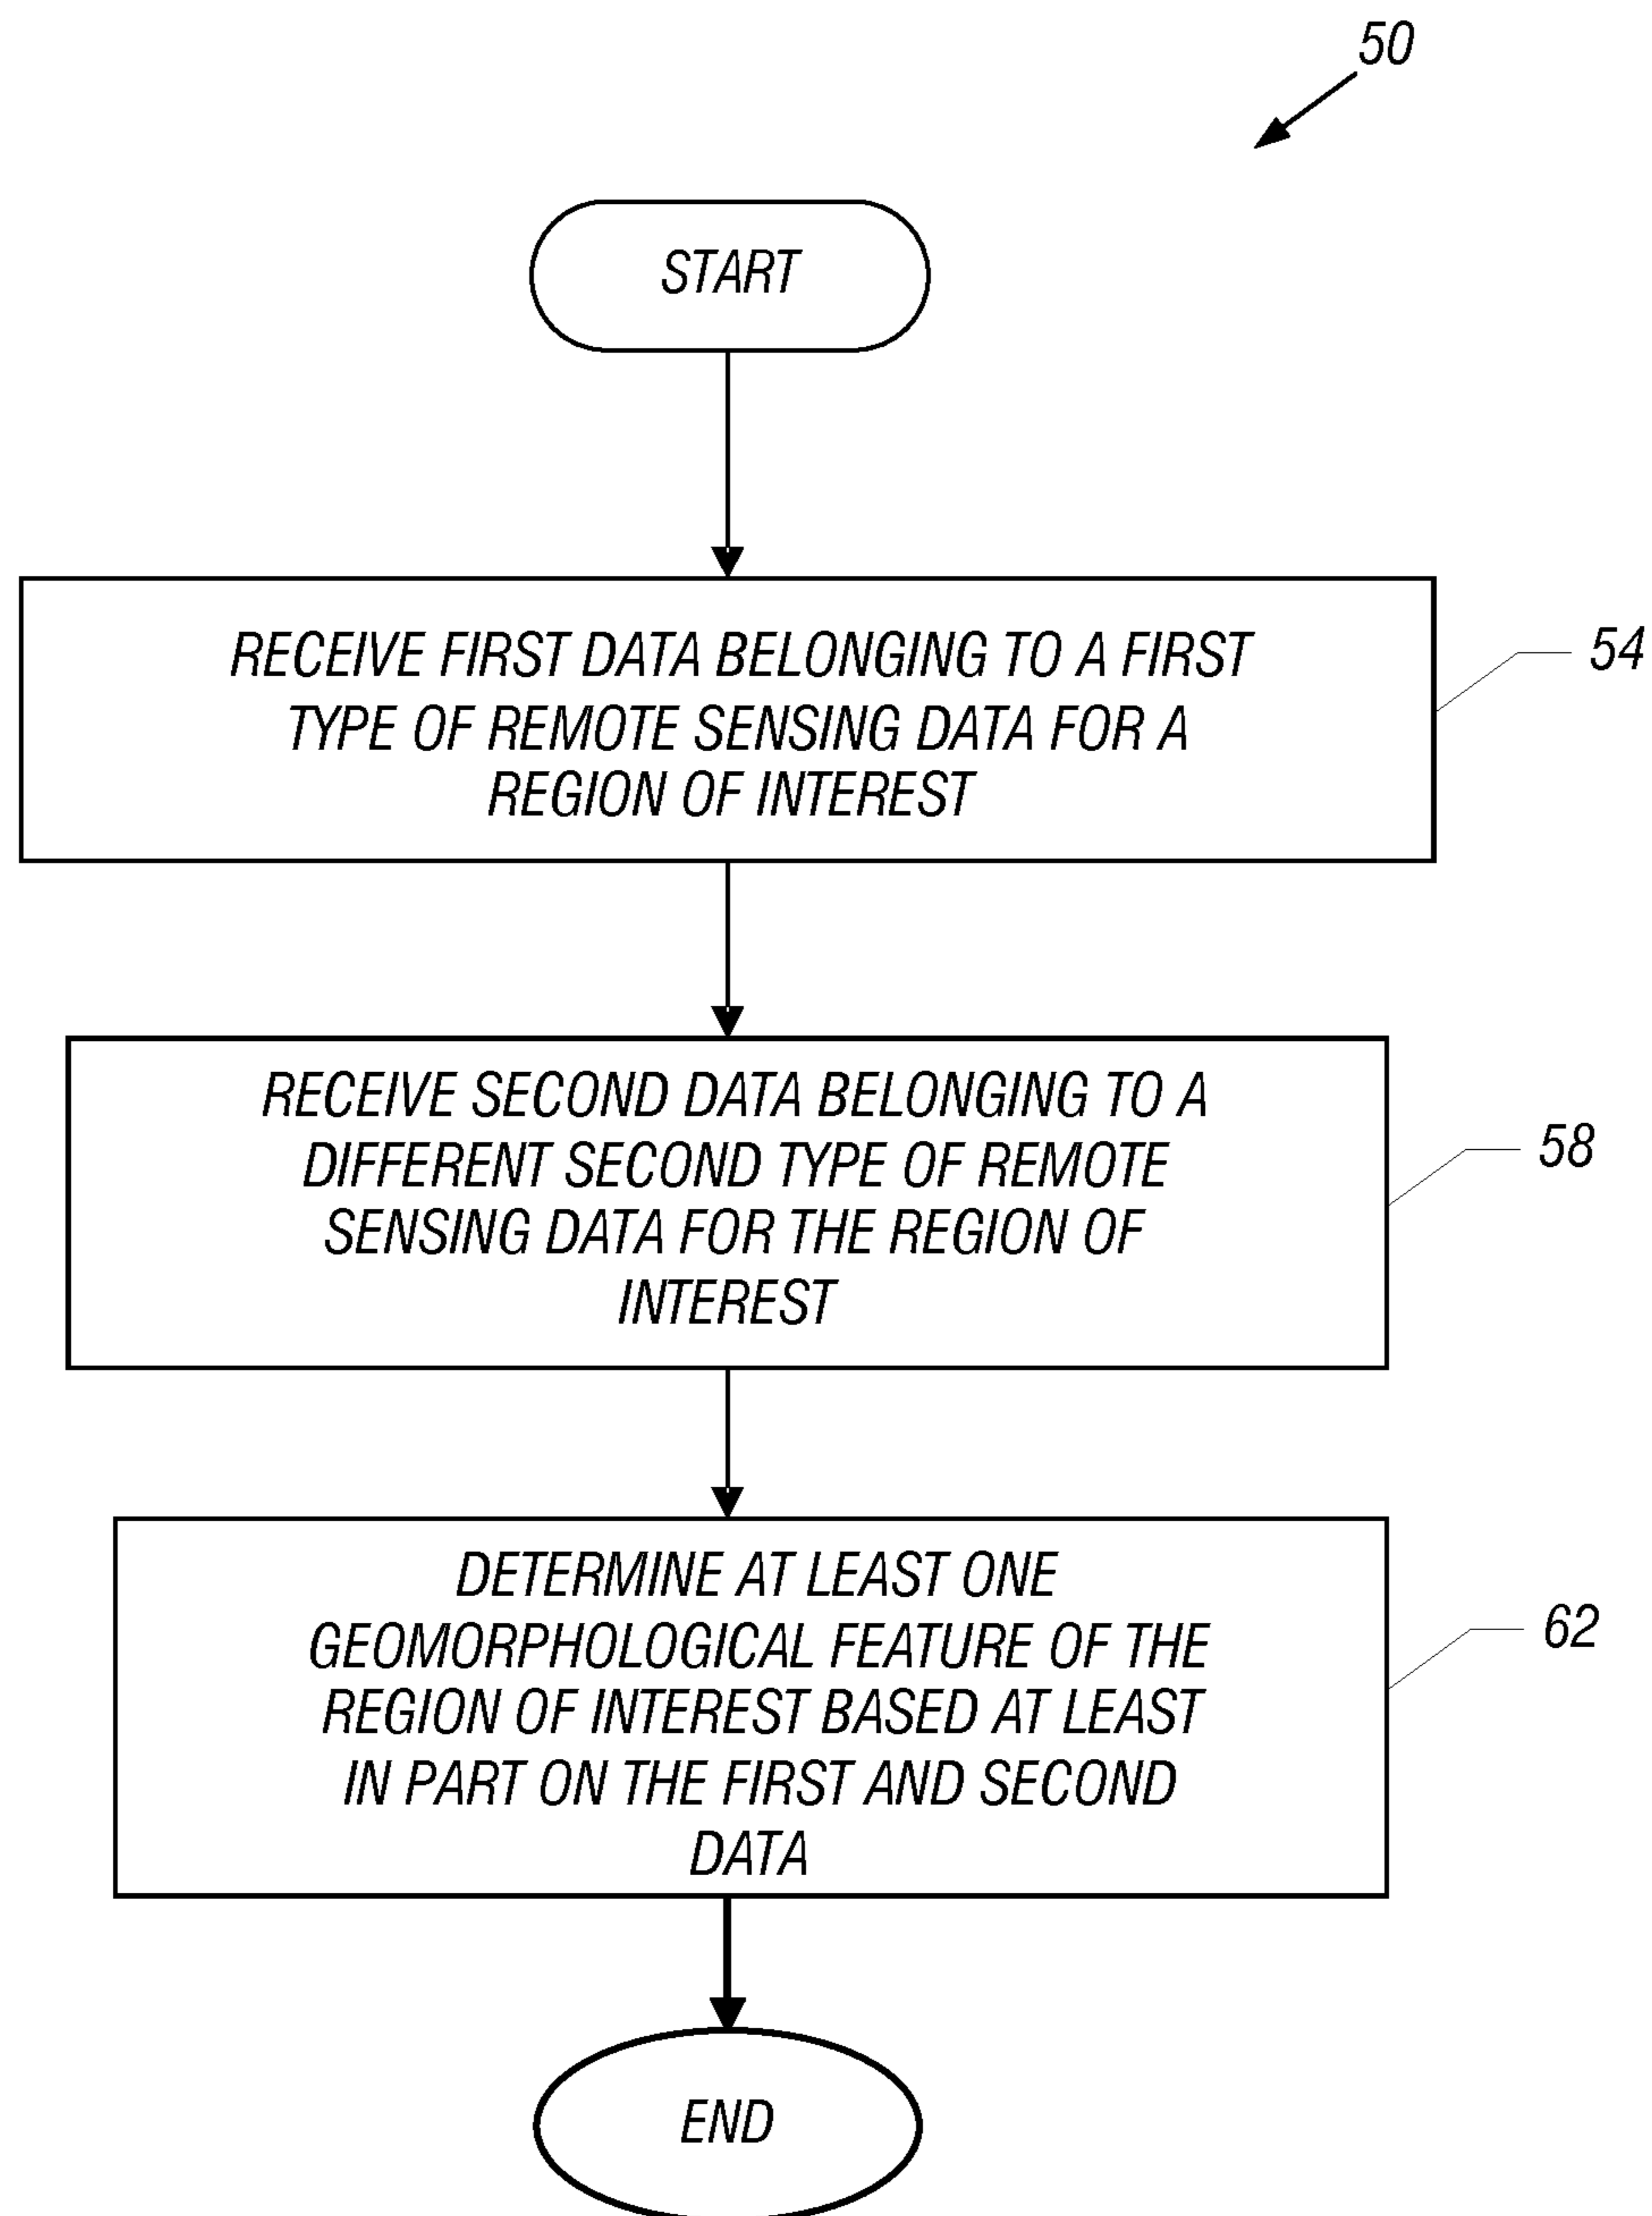 50
START
RECEIVE FIRST DATA BELONGING TO A FIRST
TYPE OF REMOTE SENSING DATA FOR A
REGION OF INTEREST
54
RECEIVE SECOND DATA BELONGING TO A
DIFFERENT SECOND TYPE OF REMOTE
SENSING DATA FOR THE REGION OF
INTEREST
58
DETERMINE AT LEAST ONE
GEOMORPHOLOGICAL FEATURE OF THE
REGION OF INTEREST BASED AT LEAST
IN PART ON THE FIRST AND SECOND
DATA
62
END